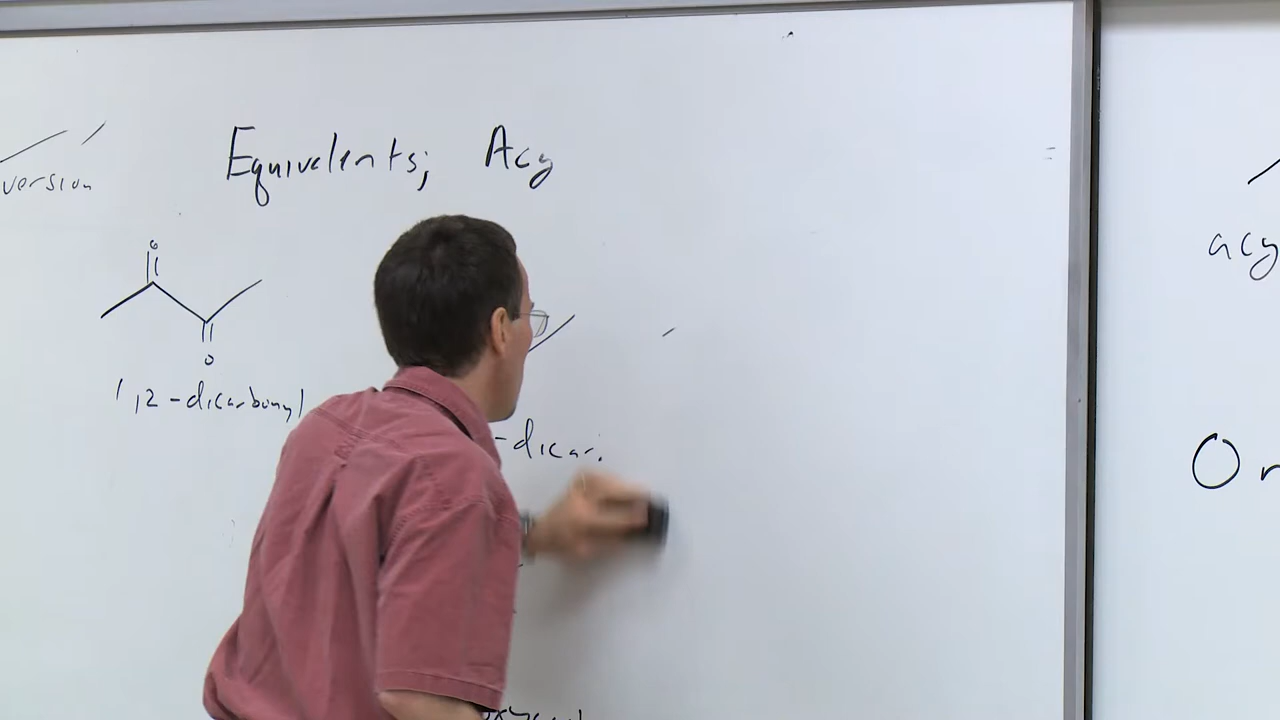 Equivalents; Acy
version
acy
O
O
1,2-dicarbonyl
-dicar